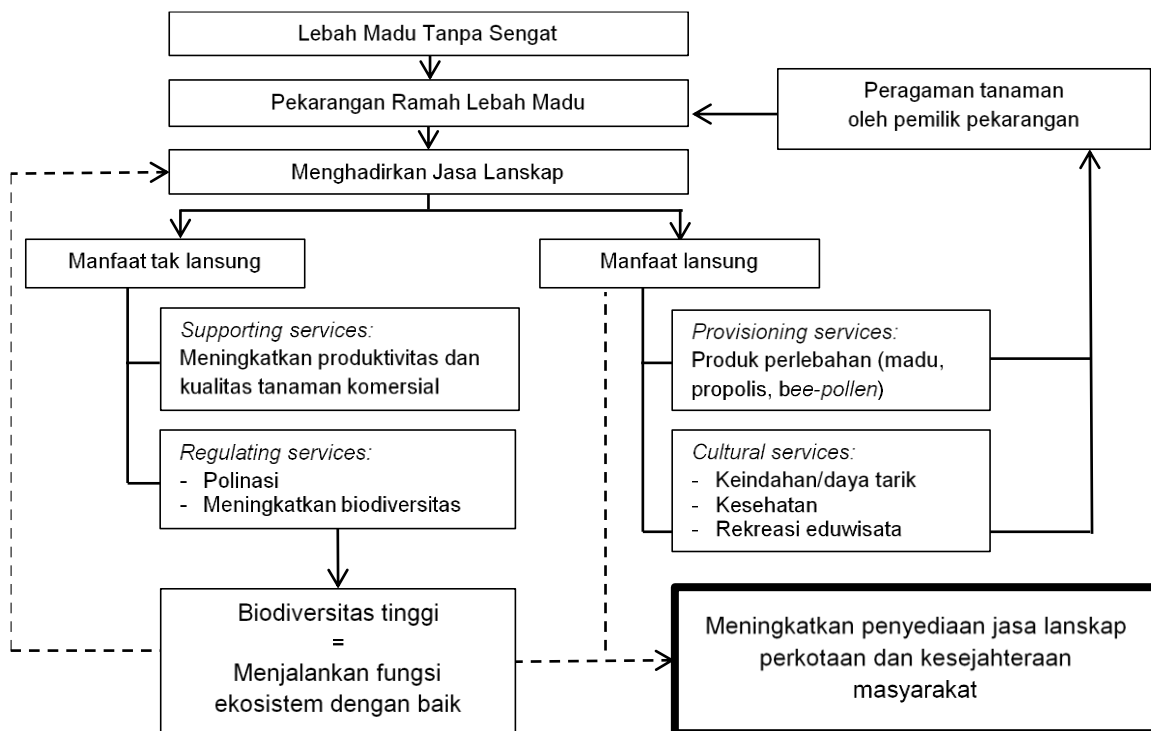 Lebah Madu Tanpa Sengat
Pekarangan Ramah Lebah Madu
Peragaman tanaman
oleh pemilik pekarangan
Menghadirkan Jasa Lanskap
Manfaat tak lansung
Manfaat lansung
Supporting services:
Meningkatkan produktivitas dan
kualitas tanaman komersial
Regulating services:
- Polinasi
- Meningkatkan biodiversitas
Provisioning services:
Produk perlebahan (madu,
propolis, bee-pollen)
Cultural services:
- Keindahan/daya tarik
- Kesehatan
- Rekreasi eduwisata
Biodiversitas tinggi
=
Menjalankan fungsi
ekosistem dengan baik
Meningkatkan penyediaan jasa lanskap
perkotaan dan kesejahteraan
masyarakat